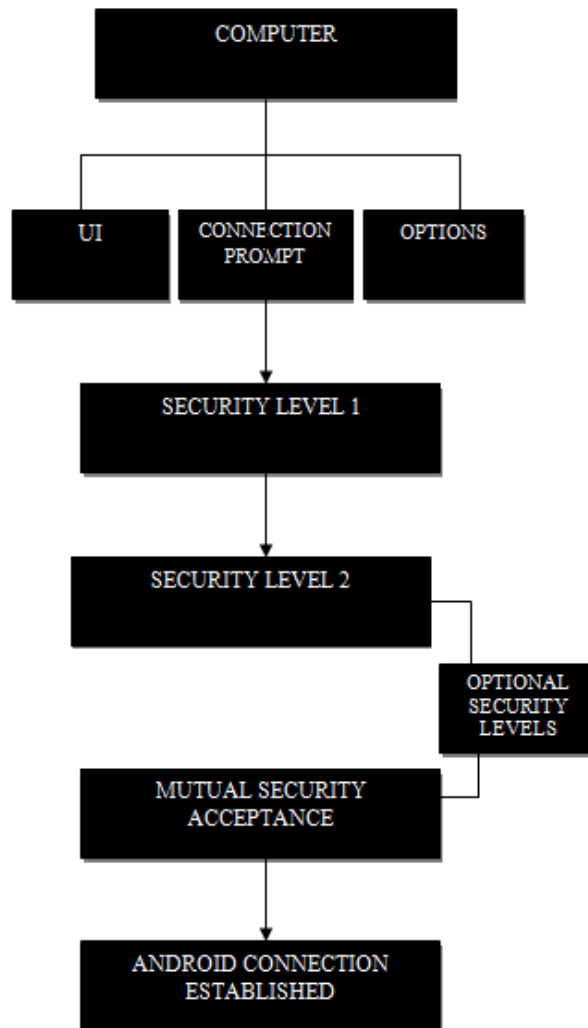 COMPUTER
UI
CONNECTION
PROMPT
OPTIONS
SECURITY LEVEL 1
SECURITY LEVEL 2
OPTIONAL
SECURITY
LEVELS
MUTUAL SECURITY
ACCEPTANCE
ANDROID CONNECTION
ESTABLISHED